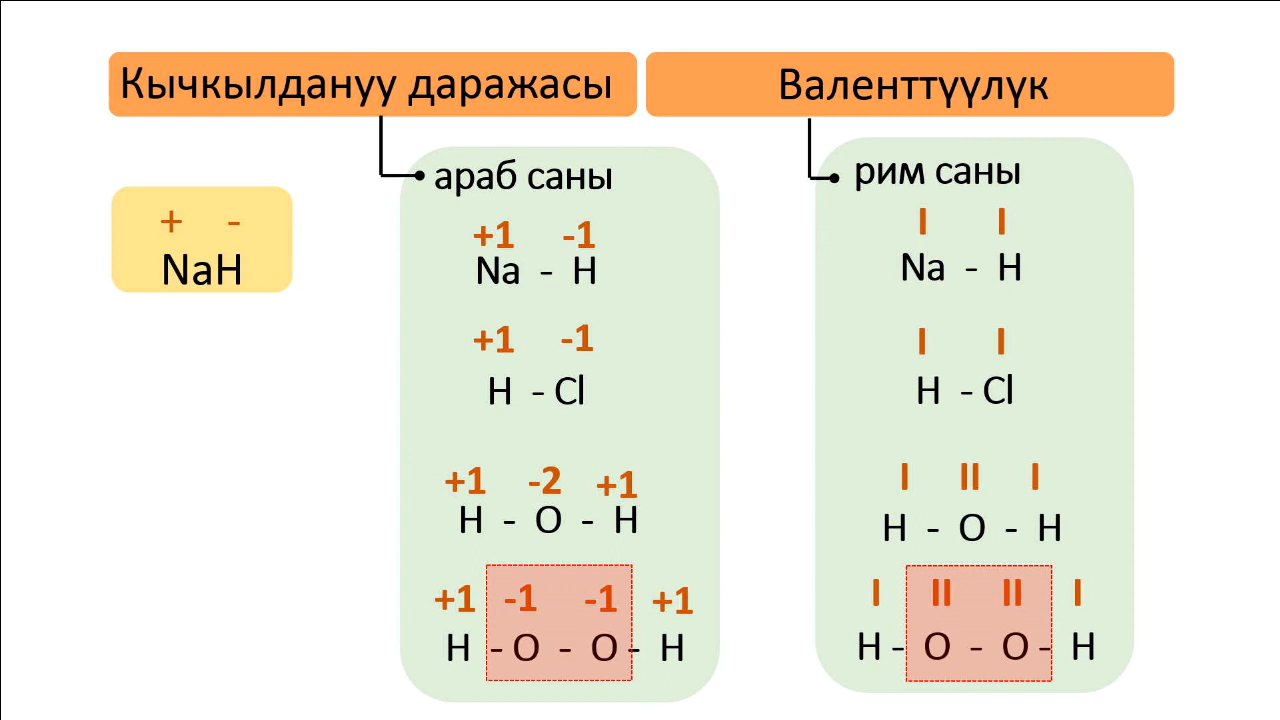 Кычкылдануу даражасы
Валенттүүлүк
+ -
NaH
араб саны
+1 -1
Na - H
+1 -1
H - Cl
+1 -2 +1
H - O - H
+1 -1 -1 +1
H - O - O - H
рим саны
I I
Na - H
I I
H - Cl
I II I
H - O - H
I II II I
H - O - O - H